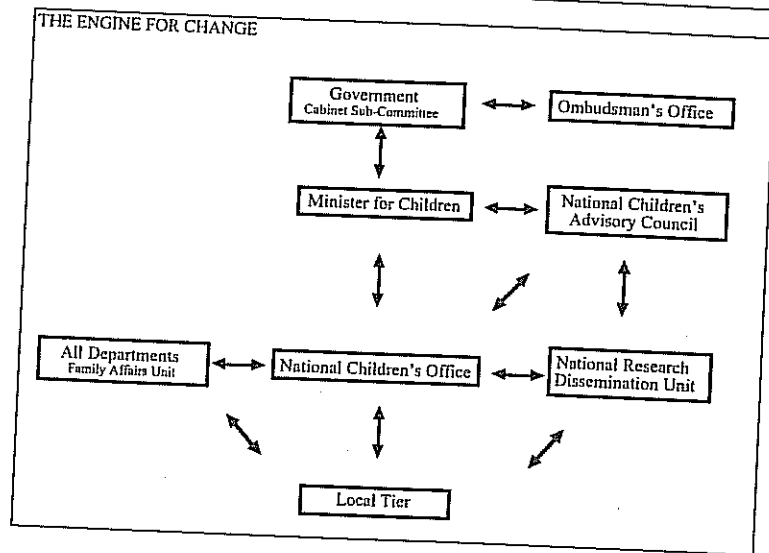 THE ENGINE FOR CHANGE
Government
Cabinet Sub-Committee
Ombudsman's Office
Minister for Children
National Children's
Advisory Council
All Departments
Family Affairs Unit
National Children's Office
National Research
Dissemination Unit
Local Tier